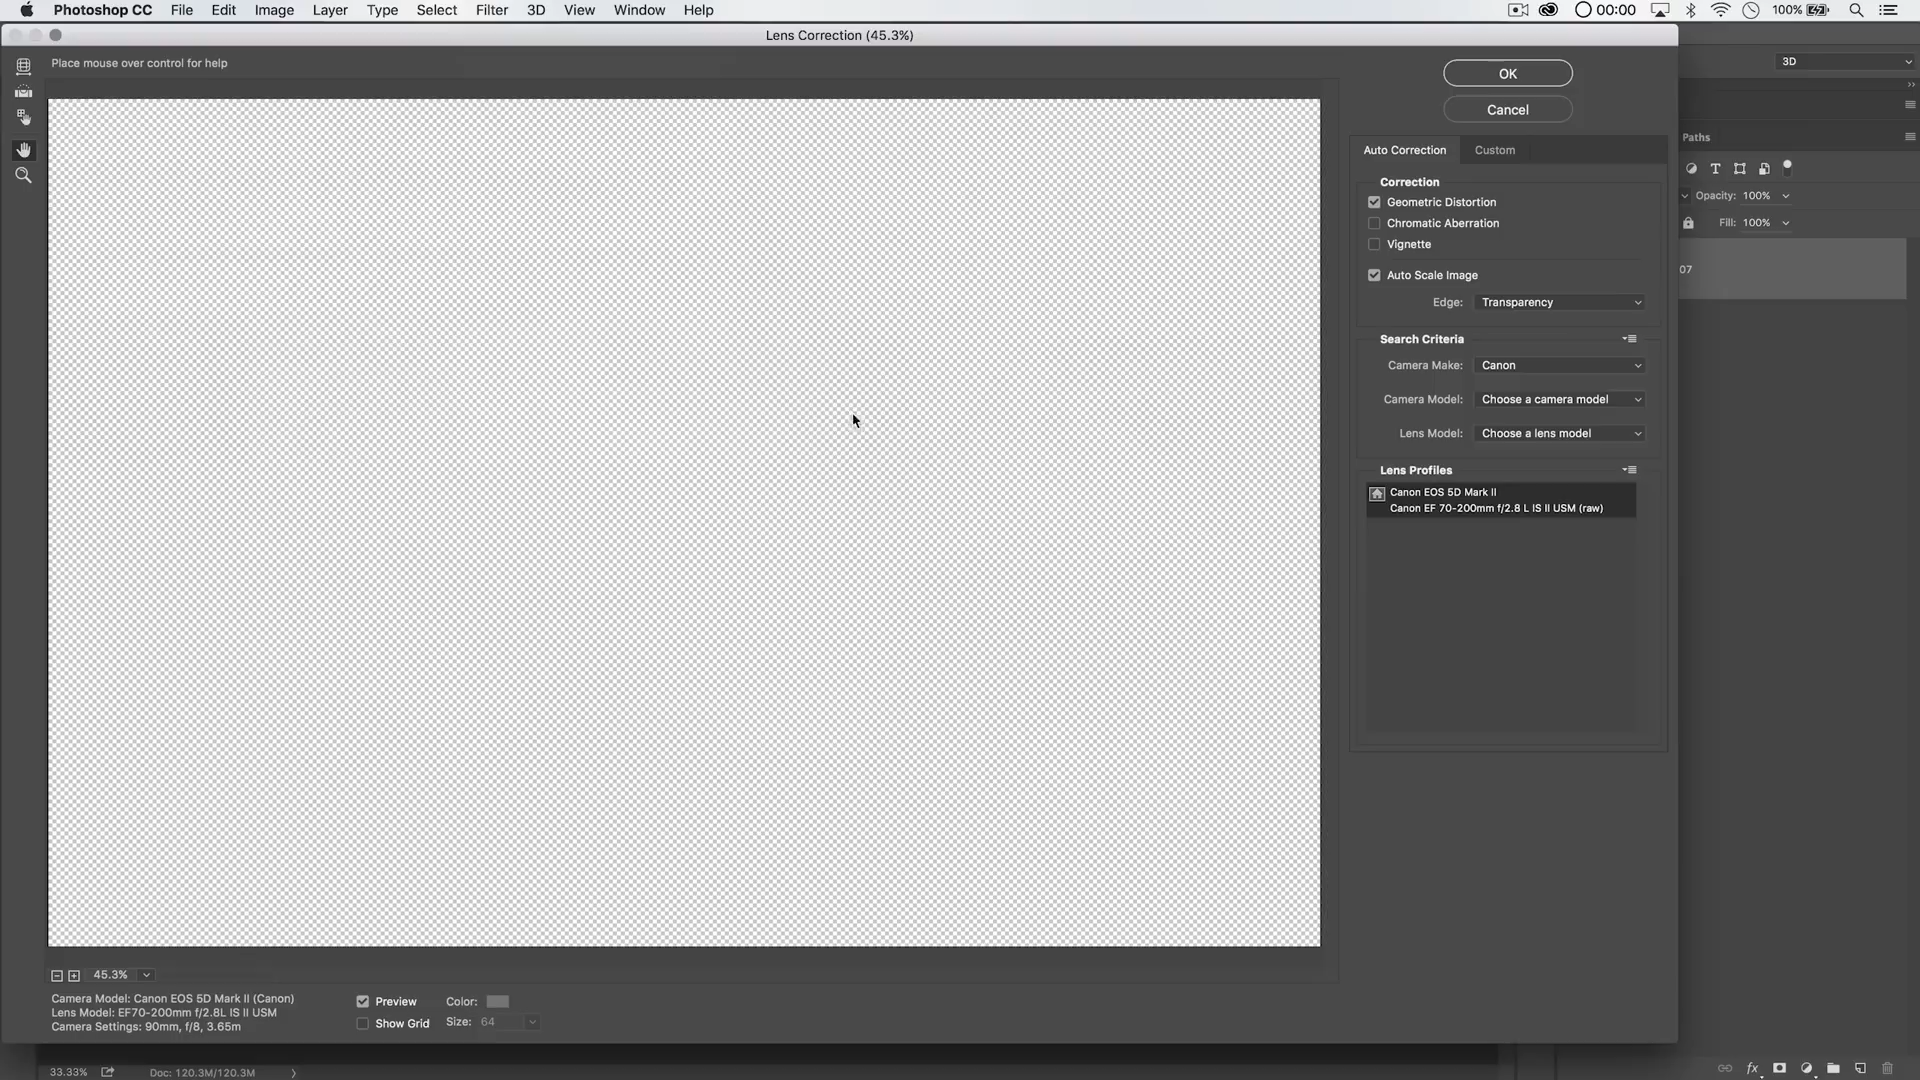 Photoshop CC File Edit Image Layer Type Select Filter 3D View Window Help 00:00 100%
Lens Correction (45.3%)
Place mouse over control for help
3D
OK
Cancel
Paths
Auto Correction Custom
Correction
Geometric Distortion
Chromatic Aberration
Vignette
Auto Scale Image
Edge: Transparency
Search Criteria
Camera Make: Canon
Camera Model: Choose a camera model
Lens Model: Choose a lens model
Lens Profiles
Canon EOS 5D Mark II
Canon EF 70-200mm f/2.8 L IS II USM (raw)
Opacity: 100%
Fill: 100%
07
45.3%
Camera Model: Canon EOS 5D Mark II (Canon)
Lens Model: EF70-200mm f/2.8L IS II USM
Camera Settings: 90mm, f/8, 3.65m
Preview Color:
Show Grid Size: 64
33.33% Doc: 120.3M/120.3M
fx